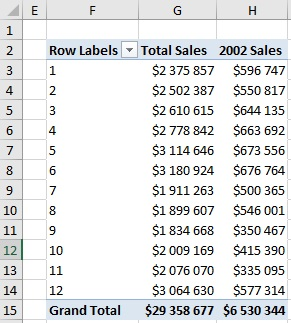 E F G H
1
2 Row Labels Total Sales 2002 Sales
3 1 $2 375 857 $596 747
4 2 $2 502 387 $550 817
5 3 $2 610 615 $644 135
6 4 $2 778 842 $663 692
7 5 $3 114 646 $673 556
8 6 $3 180 924 $676 764
9 7 $1 911 263 $500 365
10 8 $1 899 607 $546 001
11 9 $1 834 668 $350 467
12 10 $2 009 169 $415 390
13 11 $2 076 070 $335 095
14 12 $3 064 630 $577 314
15 Grand Total $29 358 677 $6 530 344